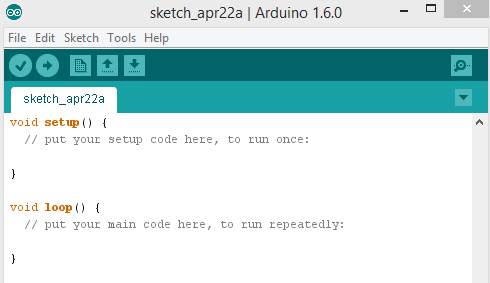 sketch_apr22a | Arduino 1.6.0
File Edit Sketch Tools Help
sketch_apr22a
void setup() {
  // put your setup code here, to run once:
}
void loop() {
  // put your main code here, to run repeatedly:
}